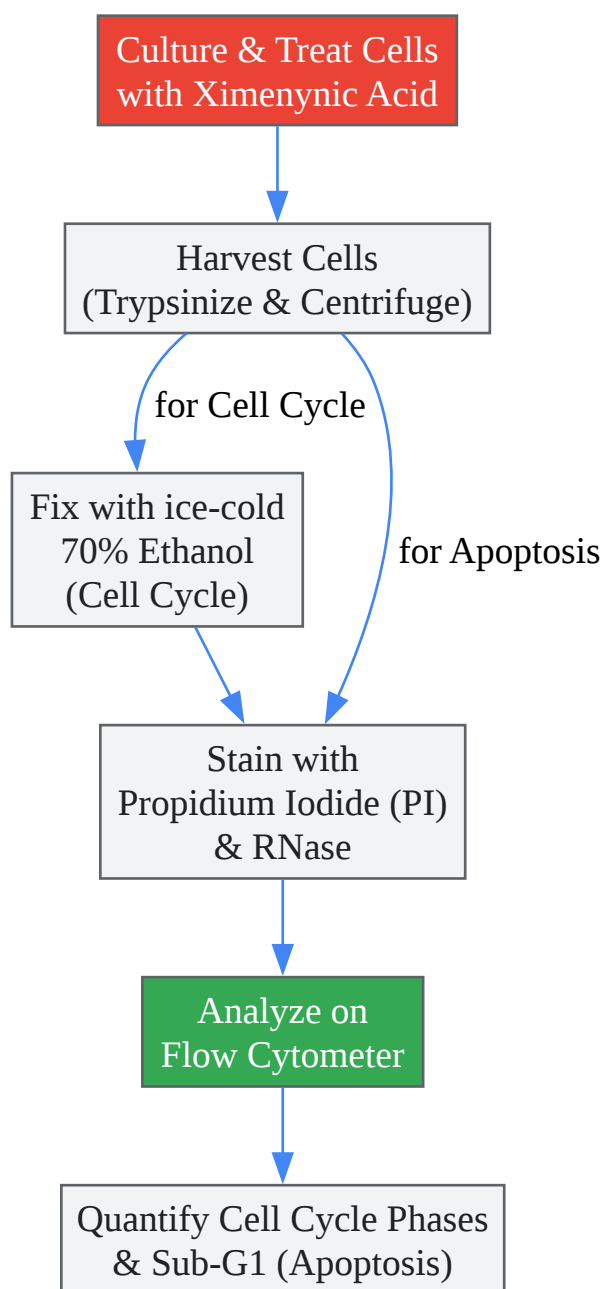 Culture & Treat Cells
with Ximenynic Acid
Harvest Cells
(Trypsinize & Centrifuge)
for Cell Cycle
Fix with ice-cold
70% Ethanol
(Cell Cycle)
for Apoptosis
Stain with
Propidium Iodide (PI)
& RNase
Analyze on
Flow Cytometer
Quantify Cell Cycle Phases
& Sub-G1 (Apoptosis)